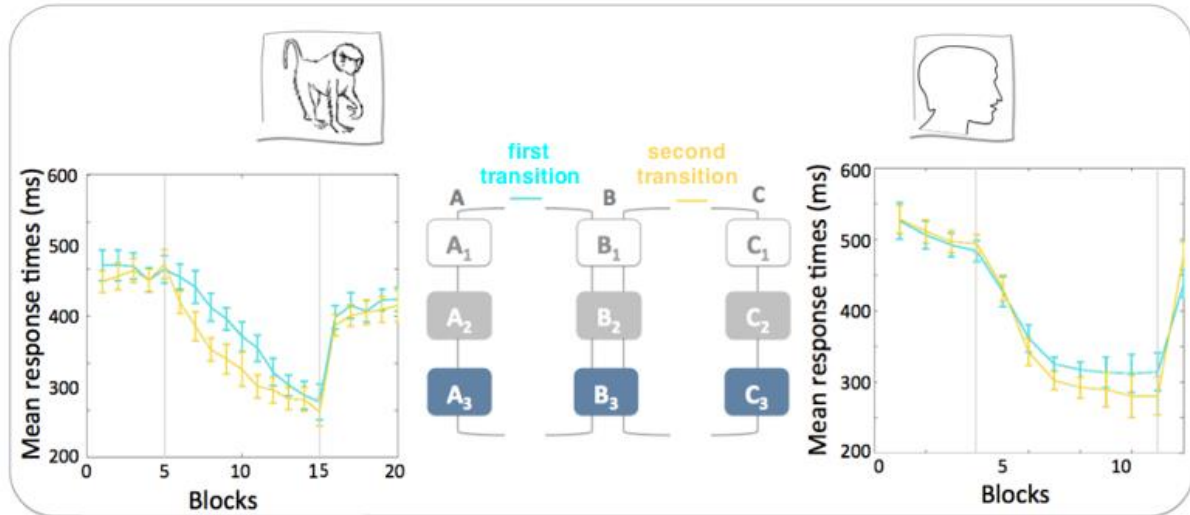 600
500
400
300
200
Mean response times (ms)
0 5 10 15 20
Blocks
first
transition
second
transition
A B C
A1 B1 C1
A2 B2 C2
A3 B3 C3
600
500
400
300
200
Mean response times (ms)
0 5 10
Blocks